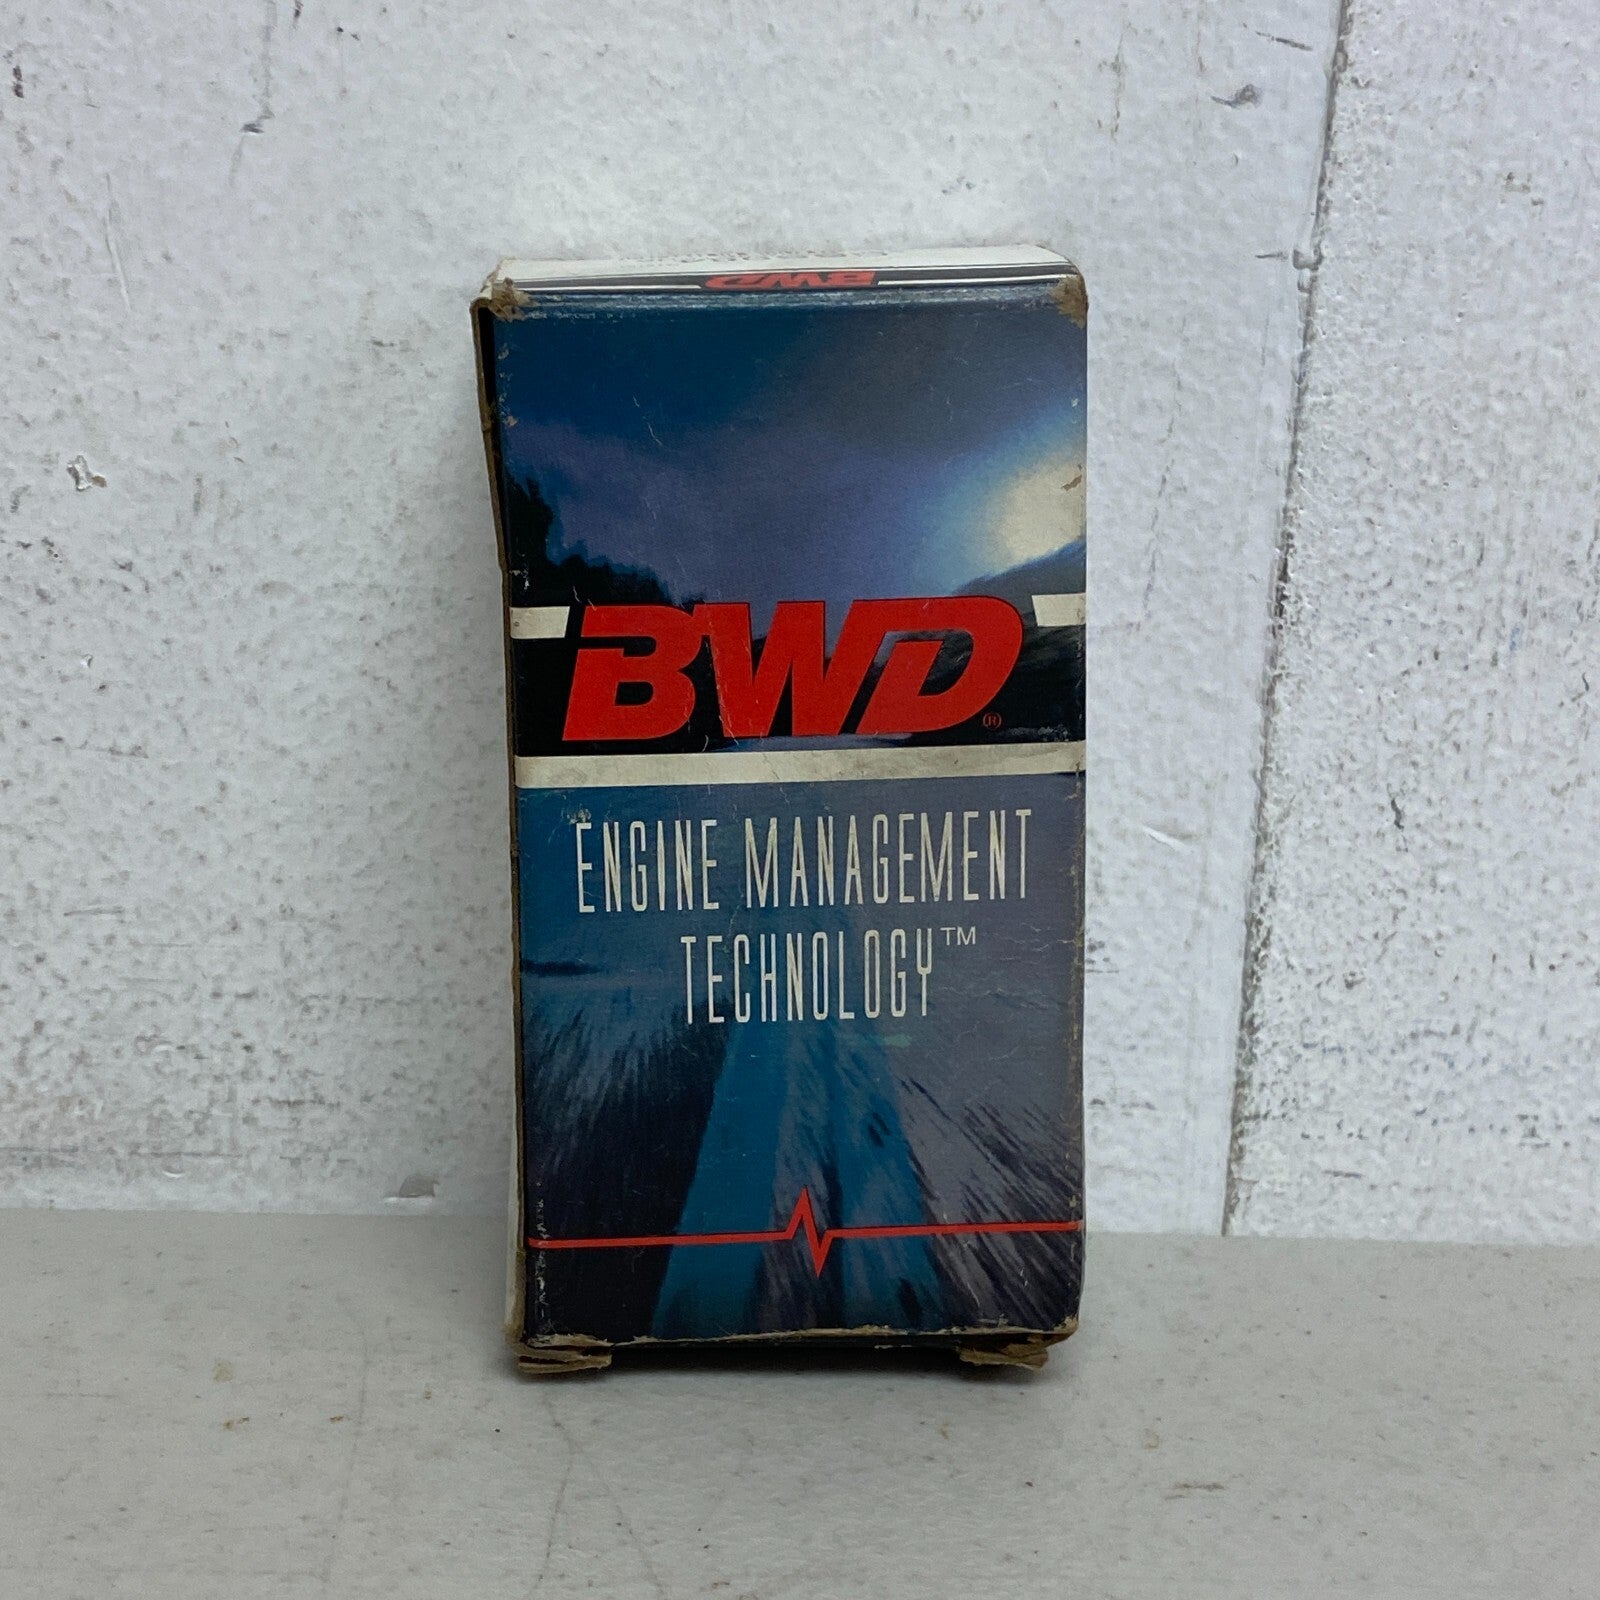 BWD
BWD®
ENGINE MANAGEMENT
TECHNOLOGY™